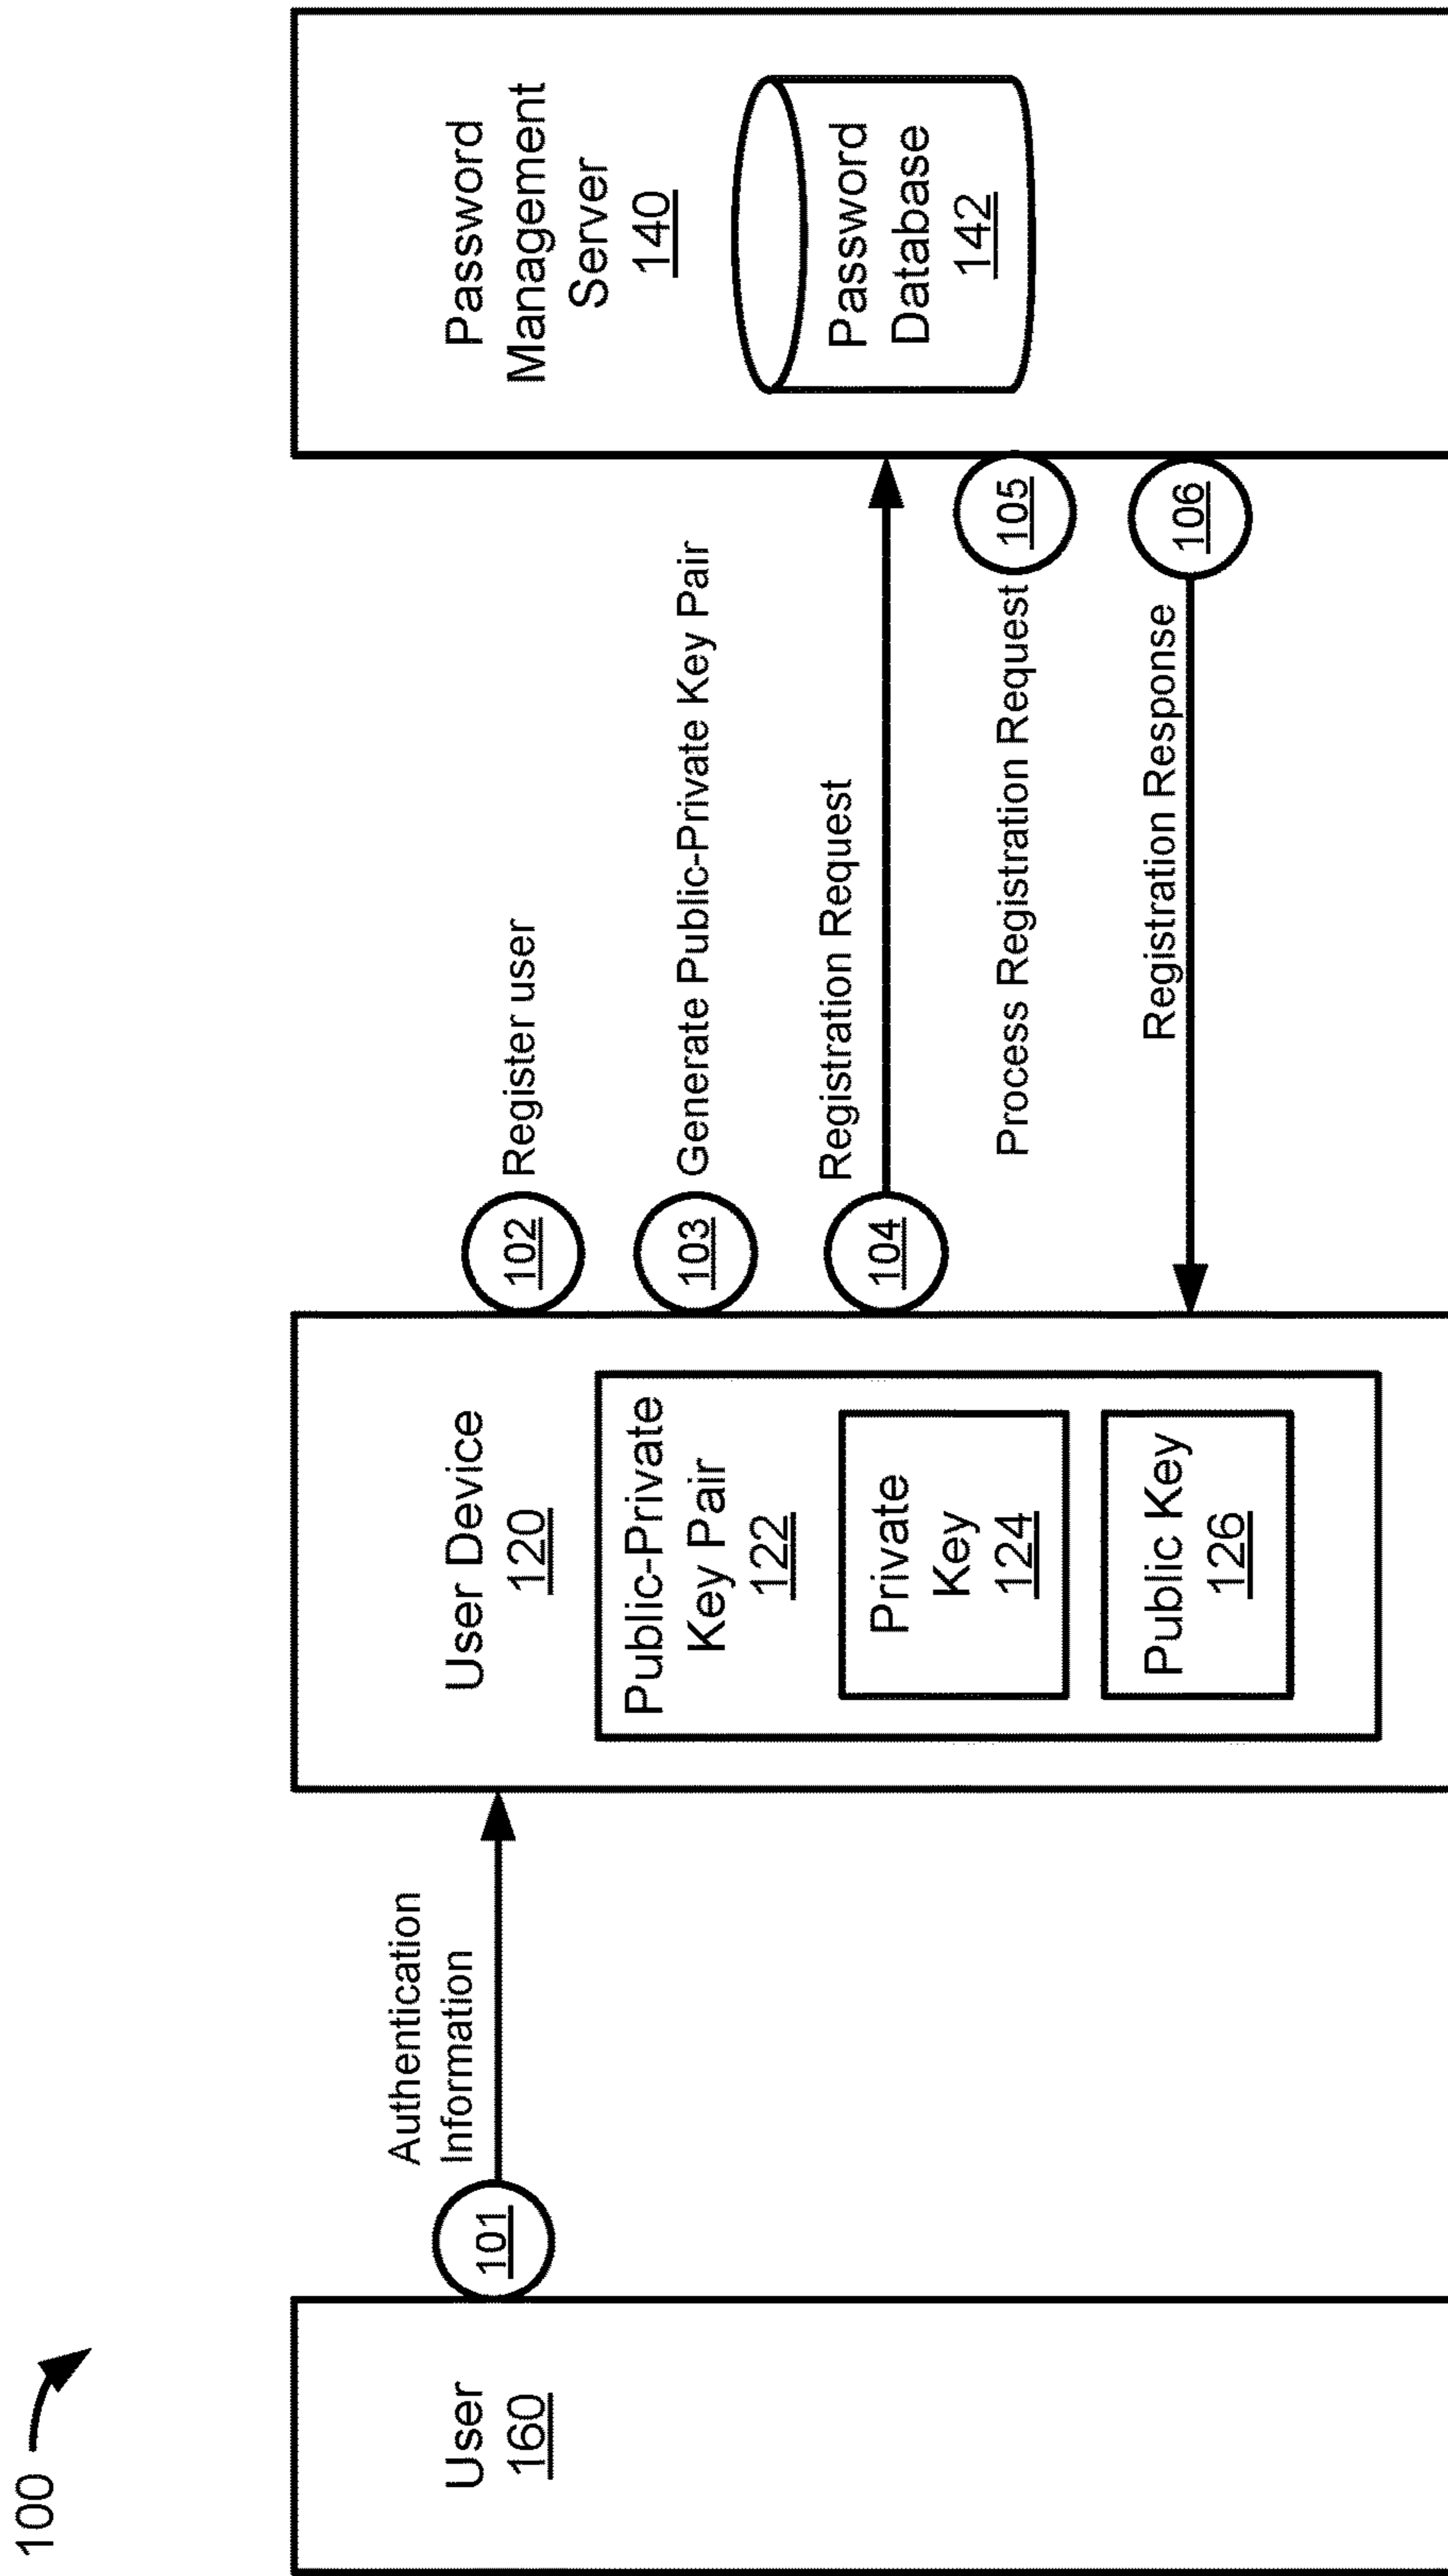 100
User
160
101
Authentication
Information
User Device
120
Public-Private
Key Pair
122
Private
Key
124
Public Key
126
102
Register user
103
Generate Public-Private Key Pair
104
Registration Request
105
Process Registration Request
106
Registration Response
Password
Management
Server
140
Password
Database
142